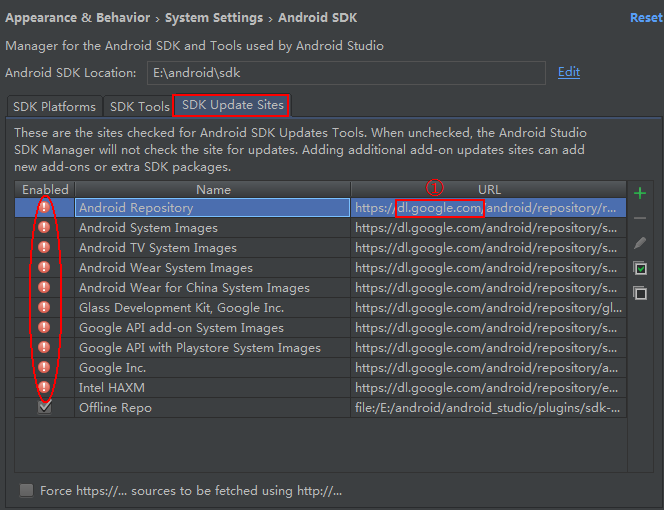 Appearance & Behavior › System Settings › Android SDK Reset
Manager for the Android SDK and Tools used by Android Studio
Android SDK Location: E:\android\sdk Edit
SDK Platforms SDK Tools SDK Update Sites
These are the sites checked for Android SDK Updates Tools. When unchecked, the Android Studio
SDK Manager will not check the site for updates. Adding additional add-on updates sites can add
new add-ons or extra SDK packages.
①
Enabled Name URL
Android Repository https://dl.google.com/android/repository/r...
Android System Images https://dl.google.com/android/repository/s...
Android TV System Images https://dl.google.com/android/repository/s...
Android Wear System Images https://dl.google.com/android/repository/s...
Android Wear for China System Images https://dl.google.com/android/repository/s...
Glass Development Kit, Google Inc. https://dl.google.com/android/repository/gl...
Google API add-on System Images https://dl.google.com/android/repository/s...
Google API with Playstore System Images https://dl.google.com/android/repository/s...
Google Inc. https://dl.google.com/android/repository/a...
Intel HAXM https://dl.google.com/android/repository/e...
Offline Repo file:/E:/android/android_studio/plugins/sdk-...
Force https://... sources to be fetched using http://...